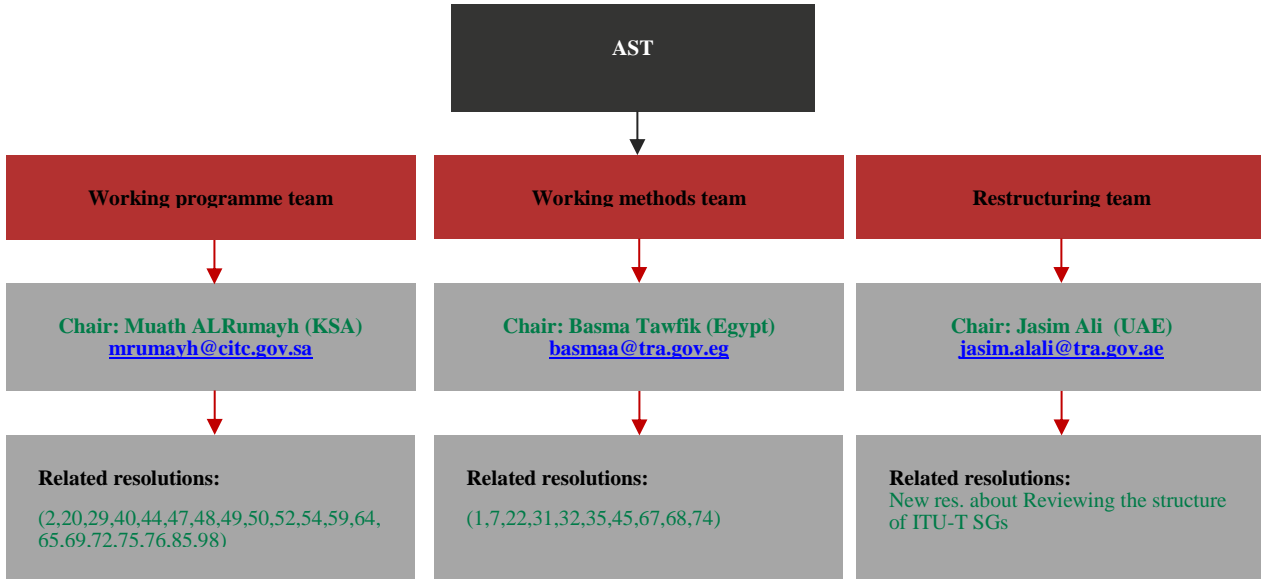 AST
Working programme team
Working methods team
Restructuring team
Chair: Muath ALRumayh (KSA)
mrumayh@citc.gov.sa
Chair: Basma Tawfik (Egypt)
basmaa@tra.gov.eg
Chair: Jasim Ali (UAE)
jasim.alali@tra.gov.ae
Related resolutions:
(2,20,29,40,44,47,48,49,50,52,54,59,64,
65,69,72,75,76,85,98)
Related resolutions:
(1,7,22,31,32,35,45,67,68,74)
Related resolutions:
New res. about Reviewing the structure
of ITU-T SGs